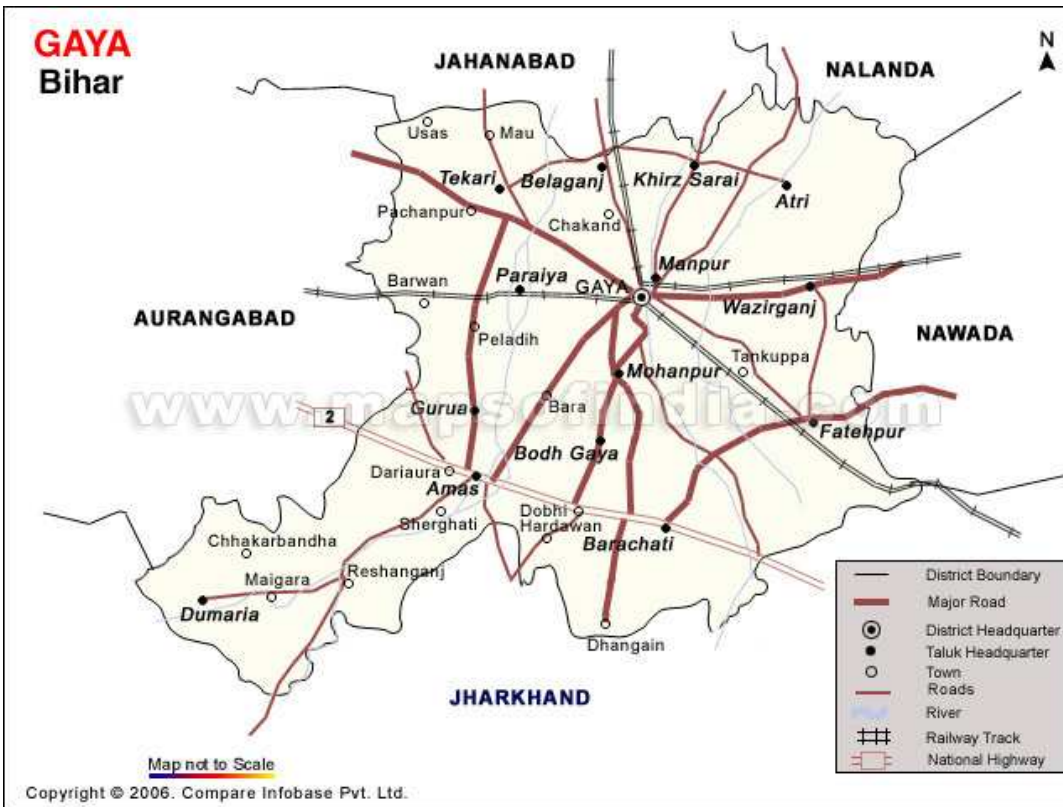 GAYA
Bihar
JAHANABAD
NALANDA
N
Usas
Mau
Tekari
Belaganj
Khirz Sarai
Atri
Pachanpur
Chakand
Manpur
Barwan
Paraiya
GAYA
Wazirganj
AURANGABAD
NAWADA
Peladih
Tankuppa
Mohanpur
www.mapsofindia.com
2
Gurua
Bara
Fatehpur
Bodh Gaya
Dariaura
Amas
Sherghati
Dobhi
Hardawan
Barachati
Chhakarbandha
Maigara
Reshanganj
Dumaria
Dhangain
JHARKHAND
District Boundary
Major Road
District Headquarter
Taluk Headquarter
Town
Roads
River
Railway Track
National Highway
Map not to Scale
Copyright © 2006. Compare Infobase Pvt. Ltd.